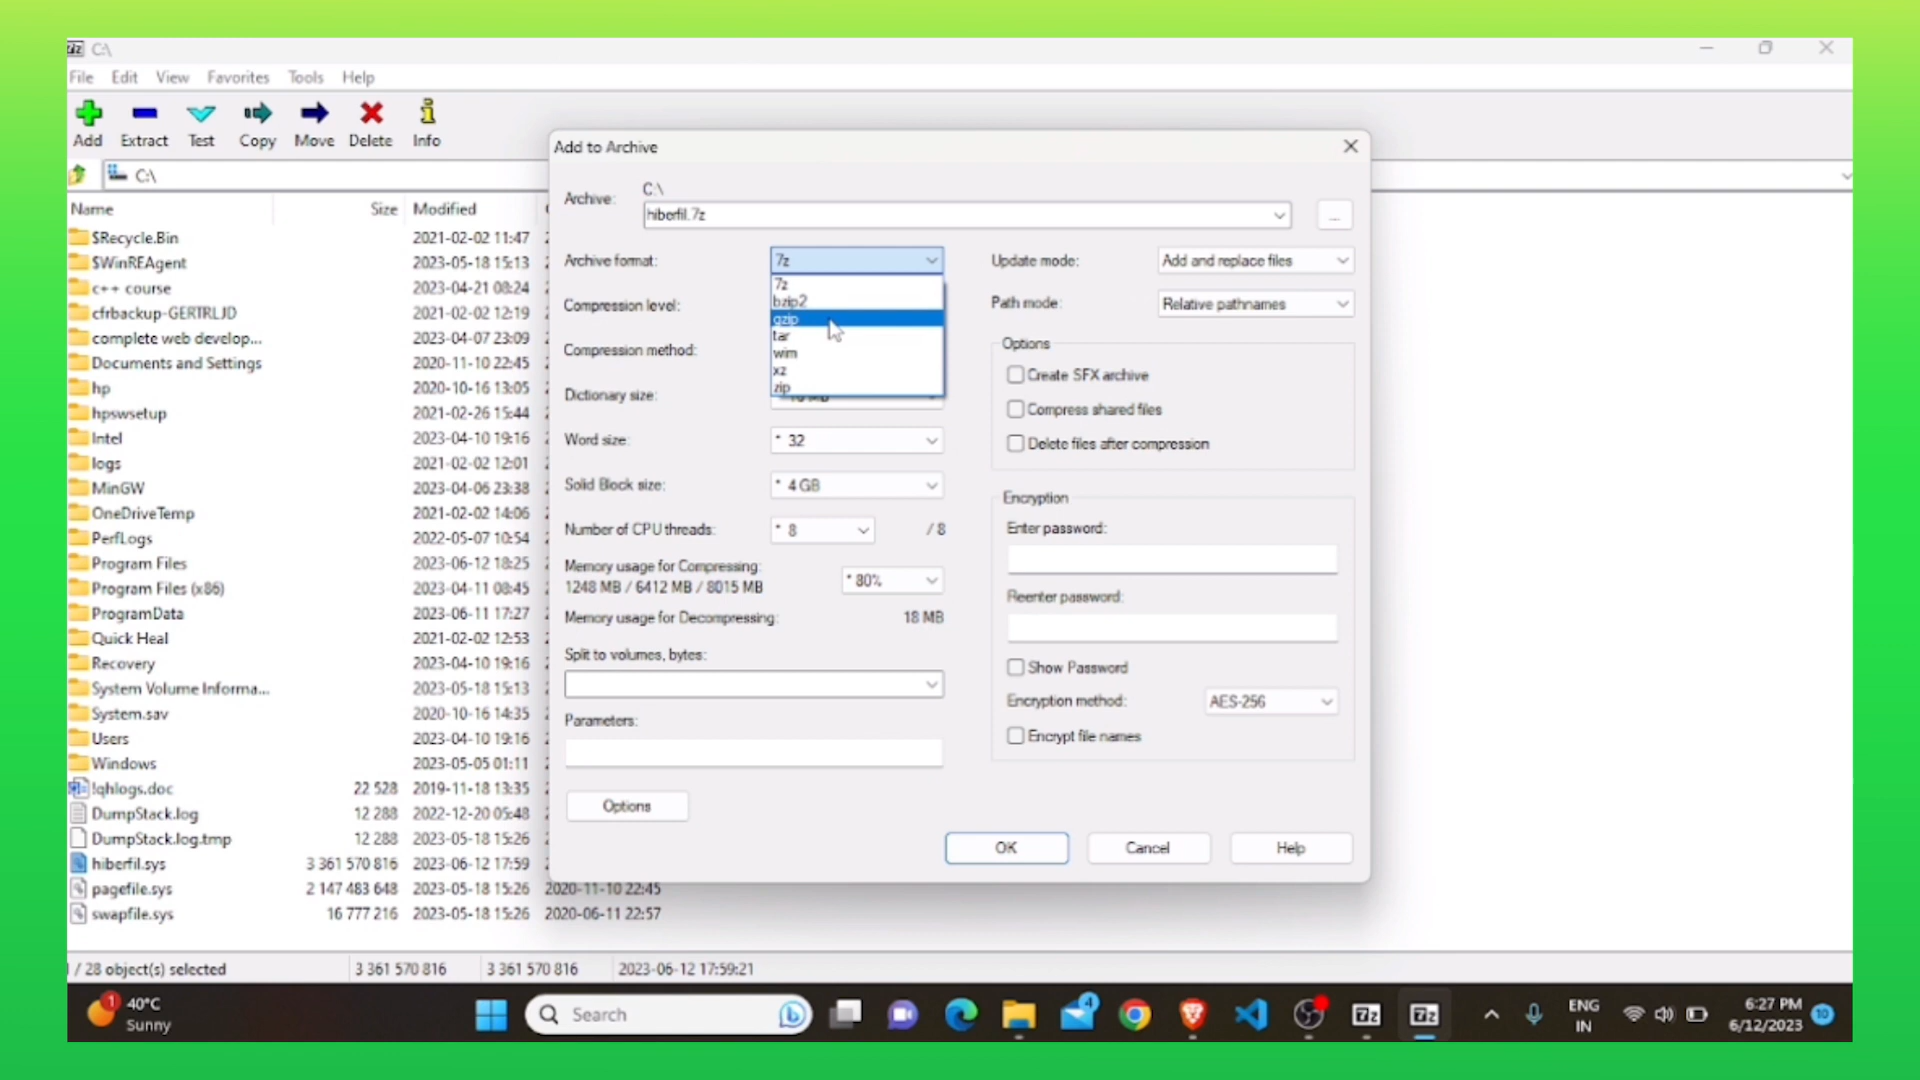 C:\
File Edit View Favorites Tools Help
Add Extract Test Copy Move Delete Info
C:\
Name Size Modified
$Recycle.Bin 2021-02-02 11:47
$WinREAgent 2023-05-18 15:13
c++ course 2023-04-21 08:24
cfrbackup-GERTRLJD 2021-02-02 12:19
complete web develop... 2023-04-07 23:09
Documents and Settings 2020-11-10 22:45
hp 2020-10-16 13:05
hpswsetup 2021-02-26 15:44
Intel 2023-04-10 19:16
logs 2021-02-02 12:01
MinGW 2023-04-06 23:38
OneDriveTemp 2021-02-02 14:06
PerfLogs 2022-05-07 10:54
Program Files 2023-06-12 18:25
Program Files (x86) 2023-04-11 08:45
ProgramData 2023-06-11 17:27
Quick Heal 2021-02-02 12:53
Recovery 2023-04-10 19:16
System Volume Informa... 2023-05-18 15:13
System.sav 2020-10-16 14:35
Users 2023-04-10 19:16
Windows 2023-05-05 01:11
!qhlogs.doc 22 528 2019-11-18 13:35
DumpStack.log 12 288 2022-12-20 05:48
DumpStack.log.tmp 12 288 2023-05-18 15:26
hiberfil.sys 3 361 570 816 2023-06-12 17:59
pagefile.sys 2 147 483 648 2023-05-18 15:26 2020-11-10 22:45
swapfile.sys 16 777 216 2023-05-18 15:26 2020-06-11 22:57
/ 28 object(s) selected 3 361 570 816 3 361 570 816 2023-06-12 17:59:21
Add to Archive
Archive: C:\
hiberfil.7z
...
Archive format: 7z
7z
bzip2
gzip
tar
wim
xz
zip
Compression level:
Compression method:
Dictionary size: * 16 MB
Word size: * 32
Solid Block size: * 4 GB
Number of CPU threads: * 8 / 8
Memory usage for Compressing:
1248 MB / 6412 MB / 8015 MB * 80%
Memory usage for Decompressing: 18 MB
Split to volumes, bytes:
Parameters:
Options
Update mode: Add and replace files
Path mode: Relative pathnames
Options
Create SFX archive
Compress shared files
Delete files after compression
Encryption
Enter password:
Reenter password:
Show Password
Encryption method: AES-256
Encrypt file names
OK Cancel Help
1
40°C
Sunny
Search
4
7z
7z
ENG
IN
6:27 PM
6/12/2023
10